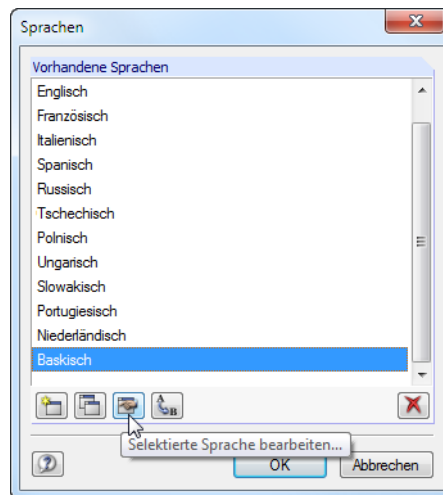 Sprachen
Vorhandene Sprachen
Englisch
Französisch
Italienisch
Spanisch
Russisch
Tschechisch
Polnisch
Ungarisch
Slowakisch
Portugiesisch
Niederländisch
Baskisch
A
B
Selektierte Sprache bearbeiten...
?
OK
Abbrechen